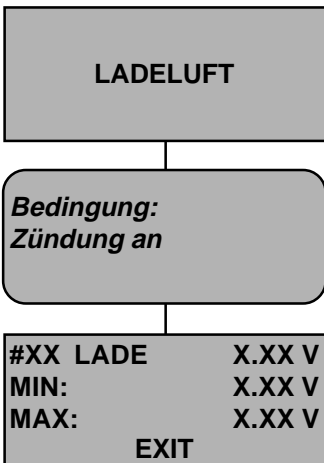 LADELUFT
Bedingung:
Zündung an
#XX LADE X.XX V
MIN: X.XX V
MAX: X.XX V
EXIT